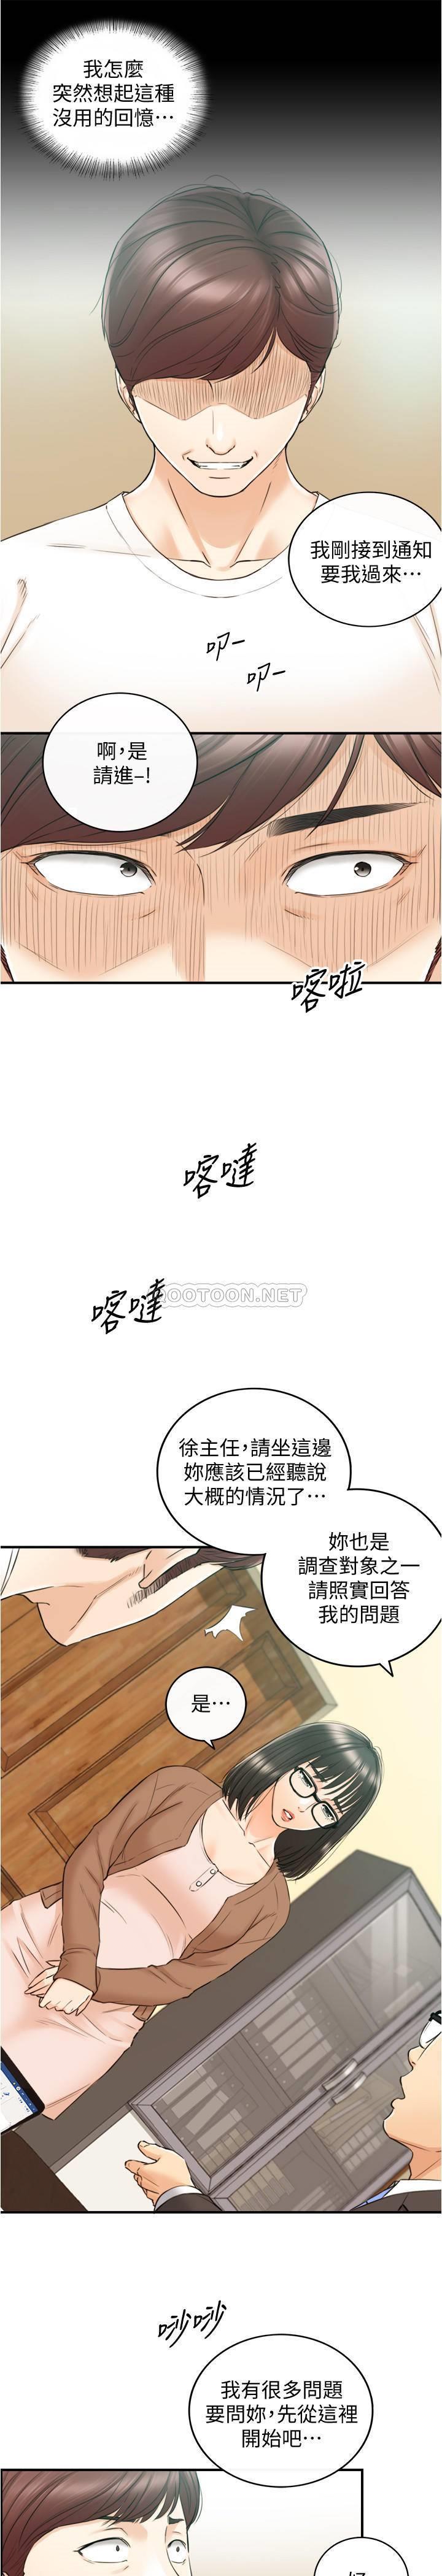 我怎麼
突然想起這種
沒用的回憶…
我剛接到通知
要我過來…
叩–
叩–
啊,是
請進–!
喀啦
喀噠
喀噠
HOOTOON.NET
徐主任,請坐這邊
妳應該已經聽說
大概的情況了…
妳也是
調查對象之一
請照實回答
我的問題
是…
唦唦
我有很多問題
要問妳,先從這裡
開始吧…